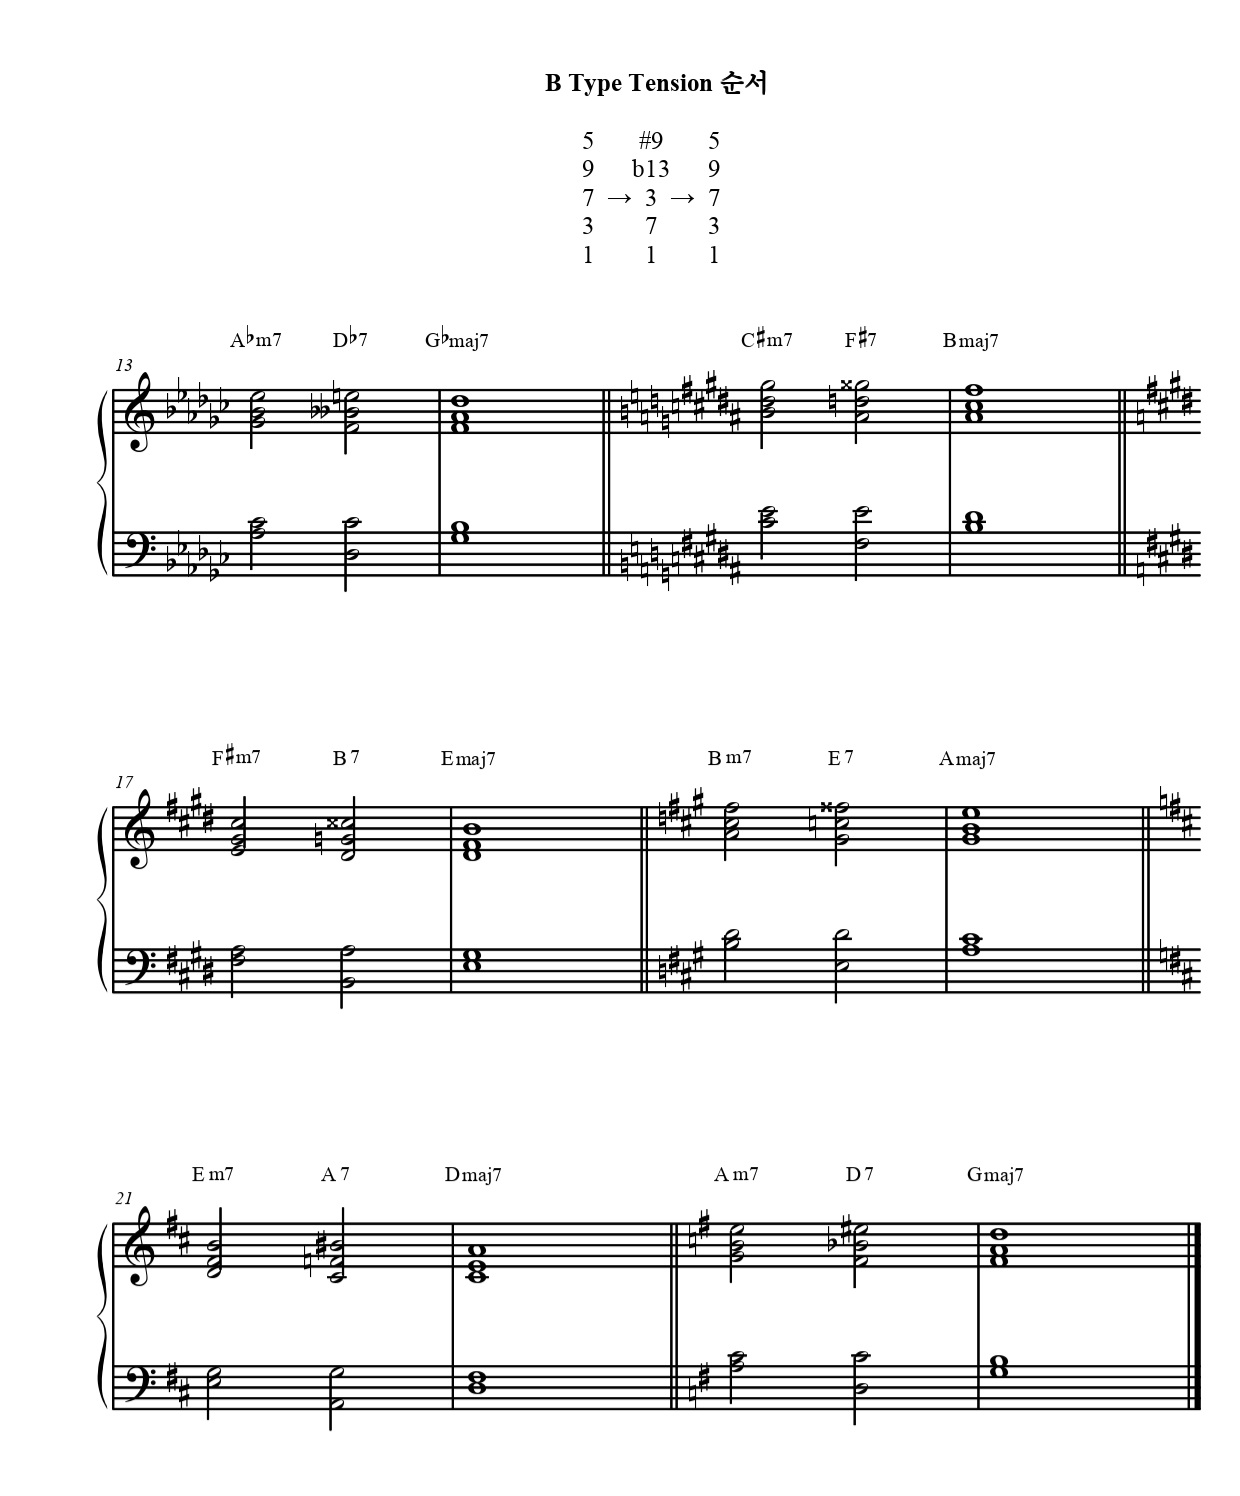 B Type Tension 순서
5 #9 5
9 b13 9
7 → 3 → 7
3 7 3
1 1 1
A♭m7 D♭7 G♭maj7 C♯m7 F♯7 Bmaj7
13
F♯m7 B7 Emaj7 Bm7 E7 Amaj7
17
Em7 A7 Dmaj7 Am7 D7 Gmaj7
21